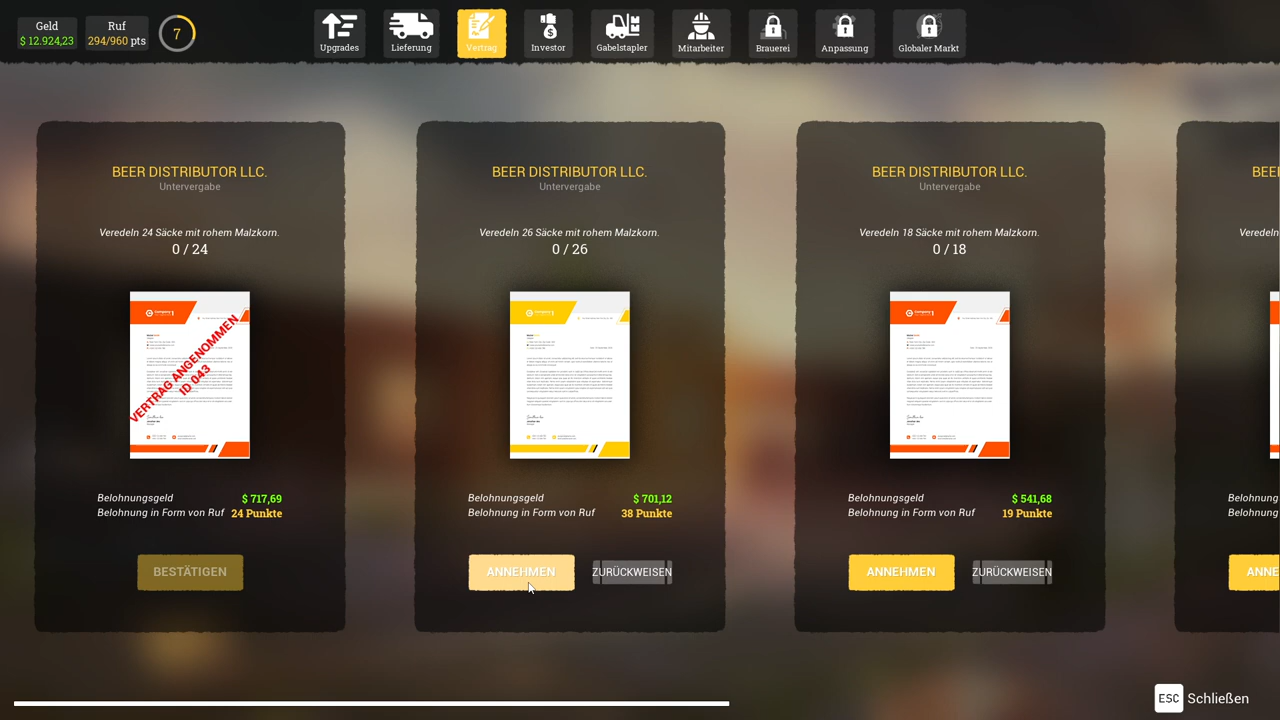 Geld
$ 12.924,23
Ruf
294/960 pts
7
Upgrades
Lieferung
Vertrag
Investor
Gabelstapler
Mitarbeiter
Brauerei
Anpassung
Globaler Markt
BEER DISTRIBUTOR LLC.
Untervergabe
Veredeln 24 Säcke mit rohem Malzkorn.
0 / 24
VERTRAG ANGENOMMEN
ID 043
Belohnungsgeld
$ 717,69
Belohnung in Form von Ruf
24 Punkte
BESTÄTIGEN
BEER DISTRIBUTOR LLC.
Untervergabe
Veredeln 26 Säcke mit rohem Malzkorn.
0 / 26
Belohnungsgeld
$ 701,12
Belohnung in Form von Ruf
38 Punkte
ANNEHMEN
ZURÜCKWEISEN
BEER DISTRIBUTOR LLC.
Untervergabe
Veredeln 18 Säcke mit rohem Malzkorn.
0 / 18
Belohnungsgeld
$ 541,68
Belohnung in Form von Ruf
19 Punkte
ANNEHMEN
ZURÜCKWEISEN
BEE
Veredeln
Belohnung
Belohnung
ANNE
ESC Schließen